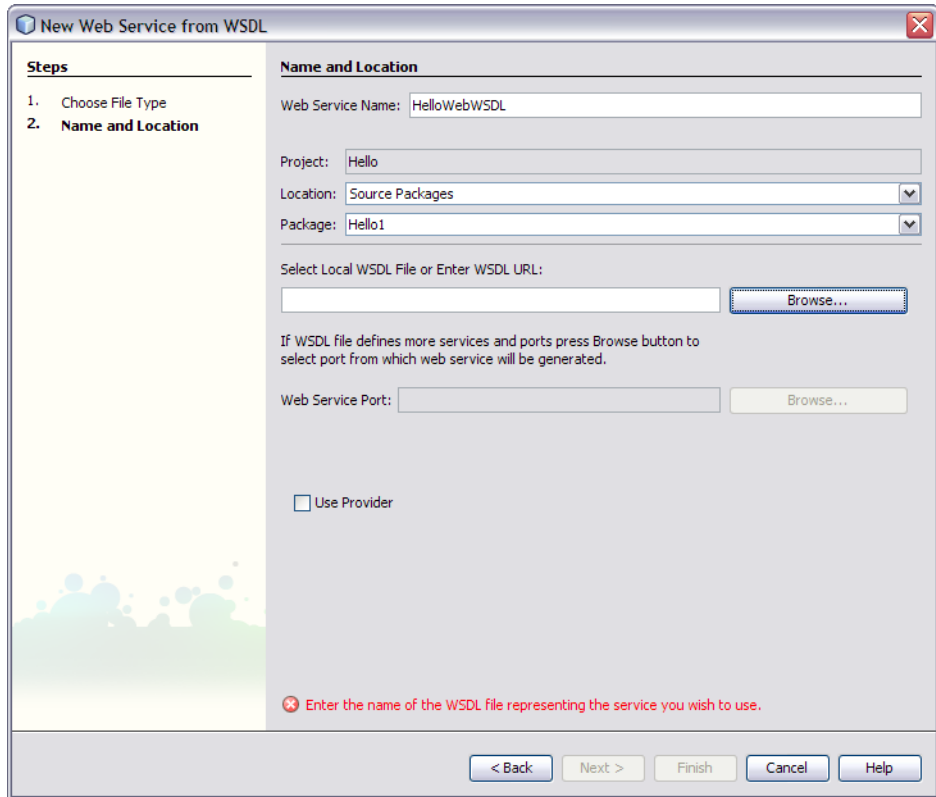 New Web Service from WSDL
Steps
1. Choose File Type
2. Name and Location
Name and Location
Web Service Name: HelloWebWSDL
Project: Hello
Location: Source Packages
Package: Hello1
Select Local WSDL File or Enter WSDL URL:
Browse...
If WSDL file defines more services and ports press Browse button to
select port from which web service will be generated.
Web Service Port: Browse...
Use Provider
Enter the name of the WSDL file representing the service you wish to use.
< Back Next > Finish Cancel Help